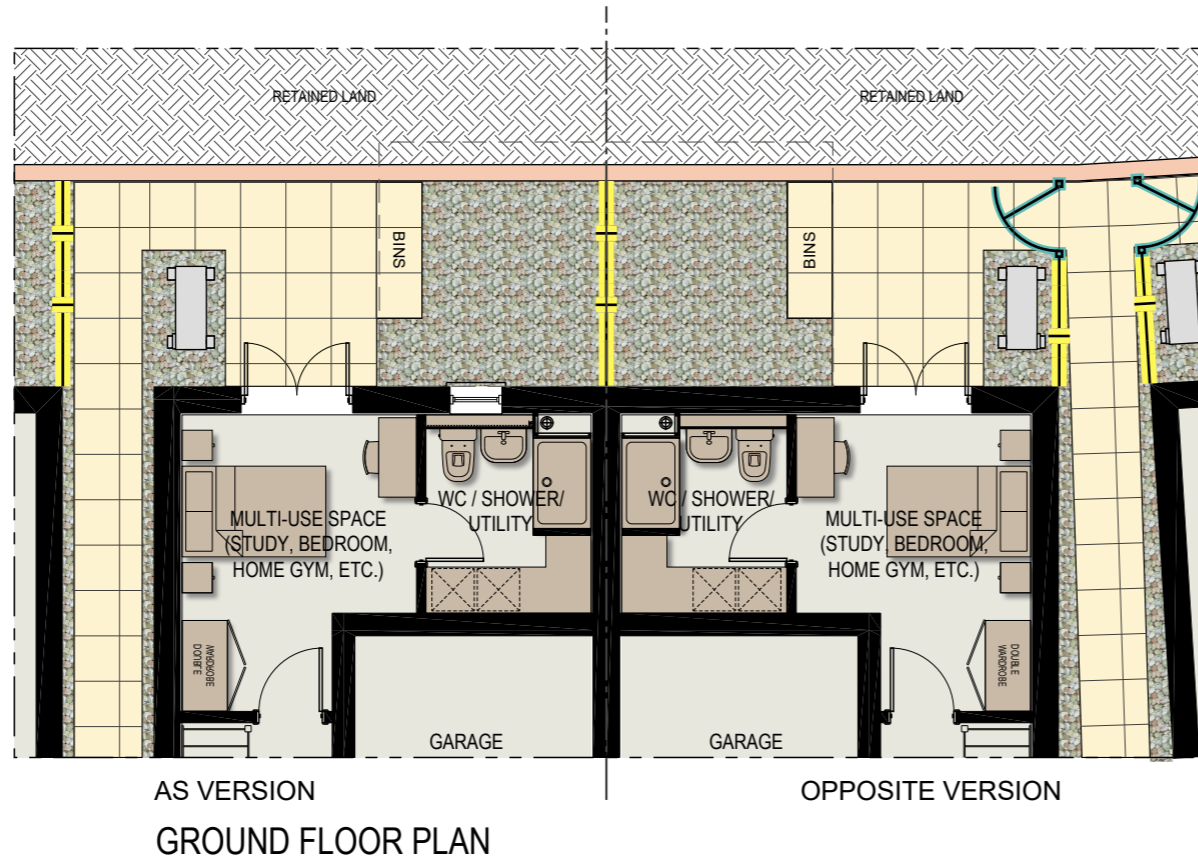 RETAINED LAND
RETAINED LAND
BINS
BINS
WC / SHOWER/
UTILITY
WC / SHOWER/
UTILITY
MULTI-USE SPACE
(STUDY, BEDROOM,
HOME GYM, ETC.)
MULTI-USE SPACE
(STUDY, BEDROOM,
HOME GYM, ETC.)
DOUBLE
WARDROBE
DOUBLE
WARDROBE
GARAGE
GARAGE
AS VERSION
OPPOSITE VERSION
GROUND FLOOR PLAN